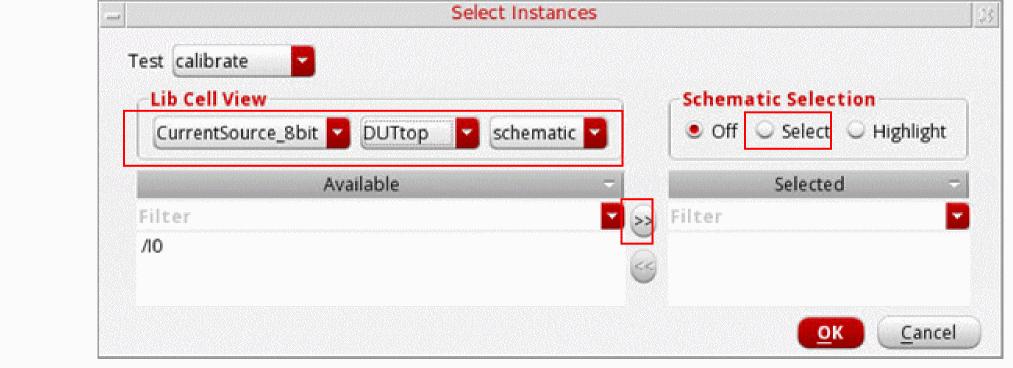 Select Instances
Test calibrate
Lib Cell View
Schematic Selection
CurrentSource_8bit DUTtop schematic
Off Select Highlight
Available
Selected
Filter
>>
Filter
/I0
<<
OK Cancel